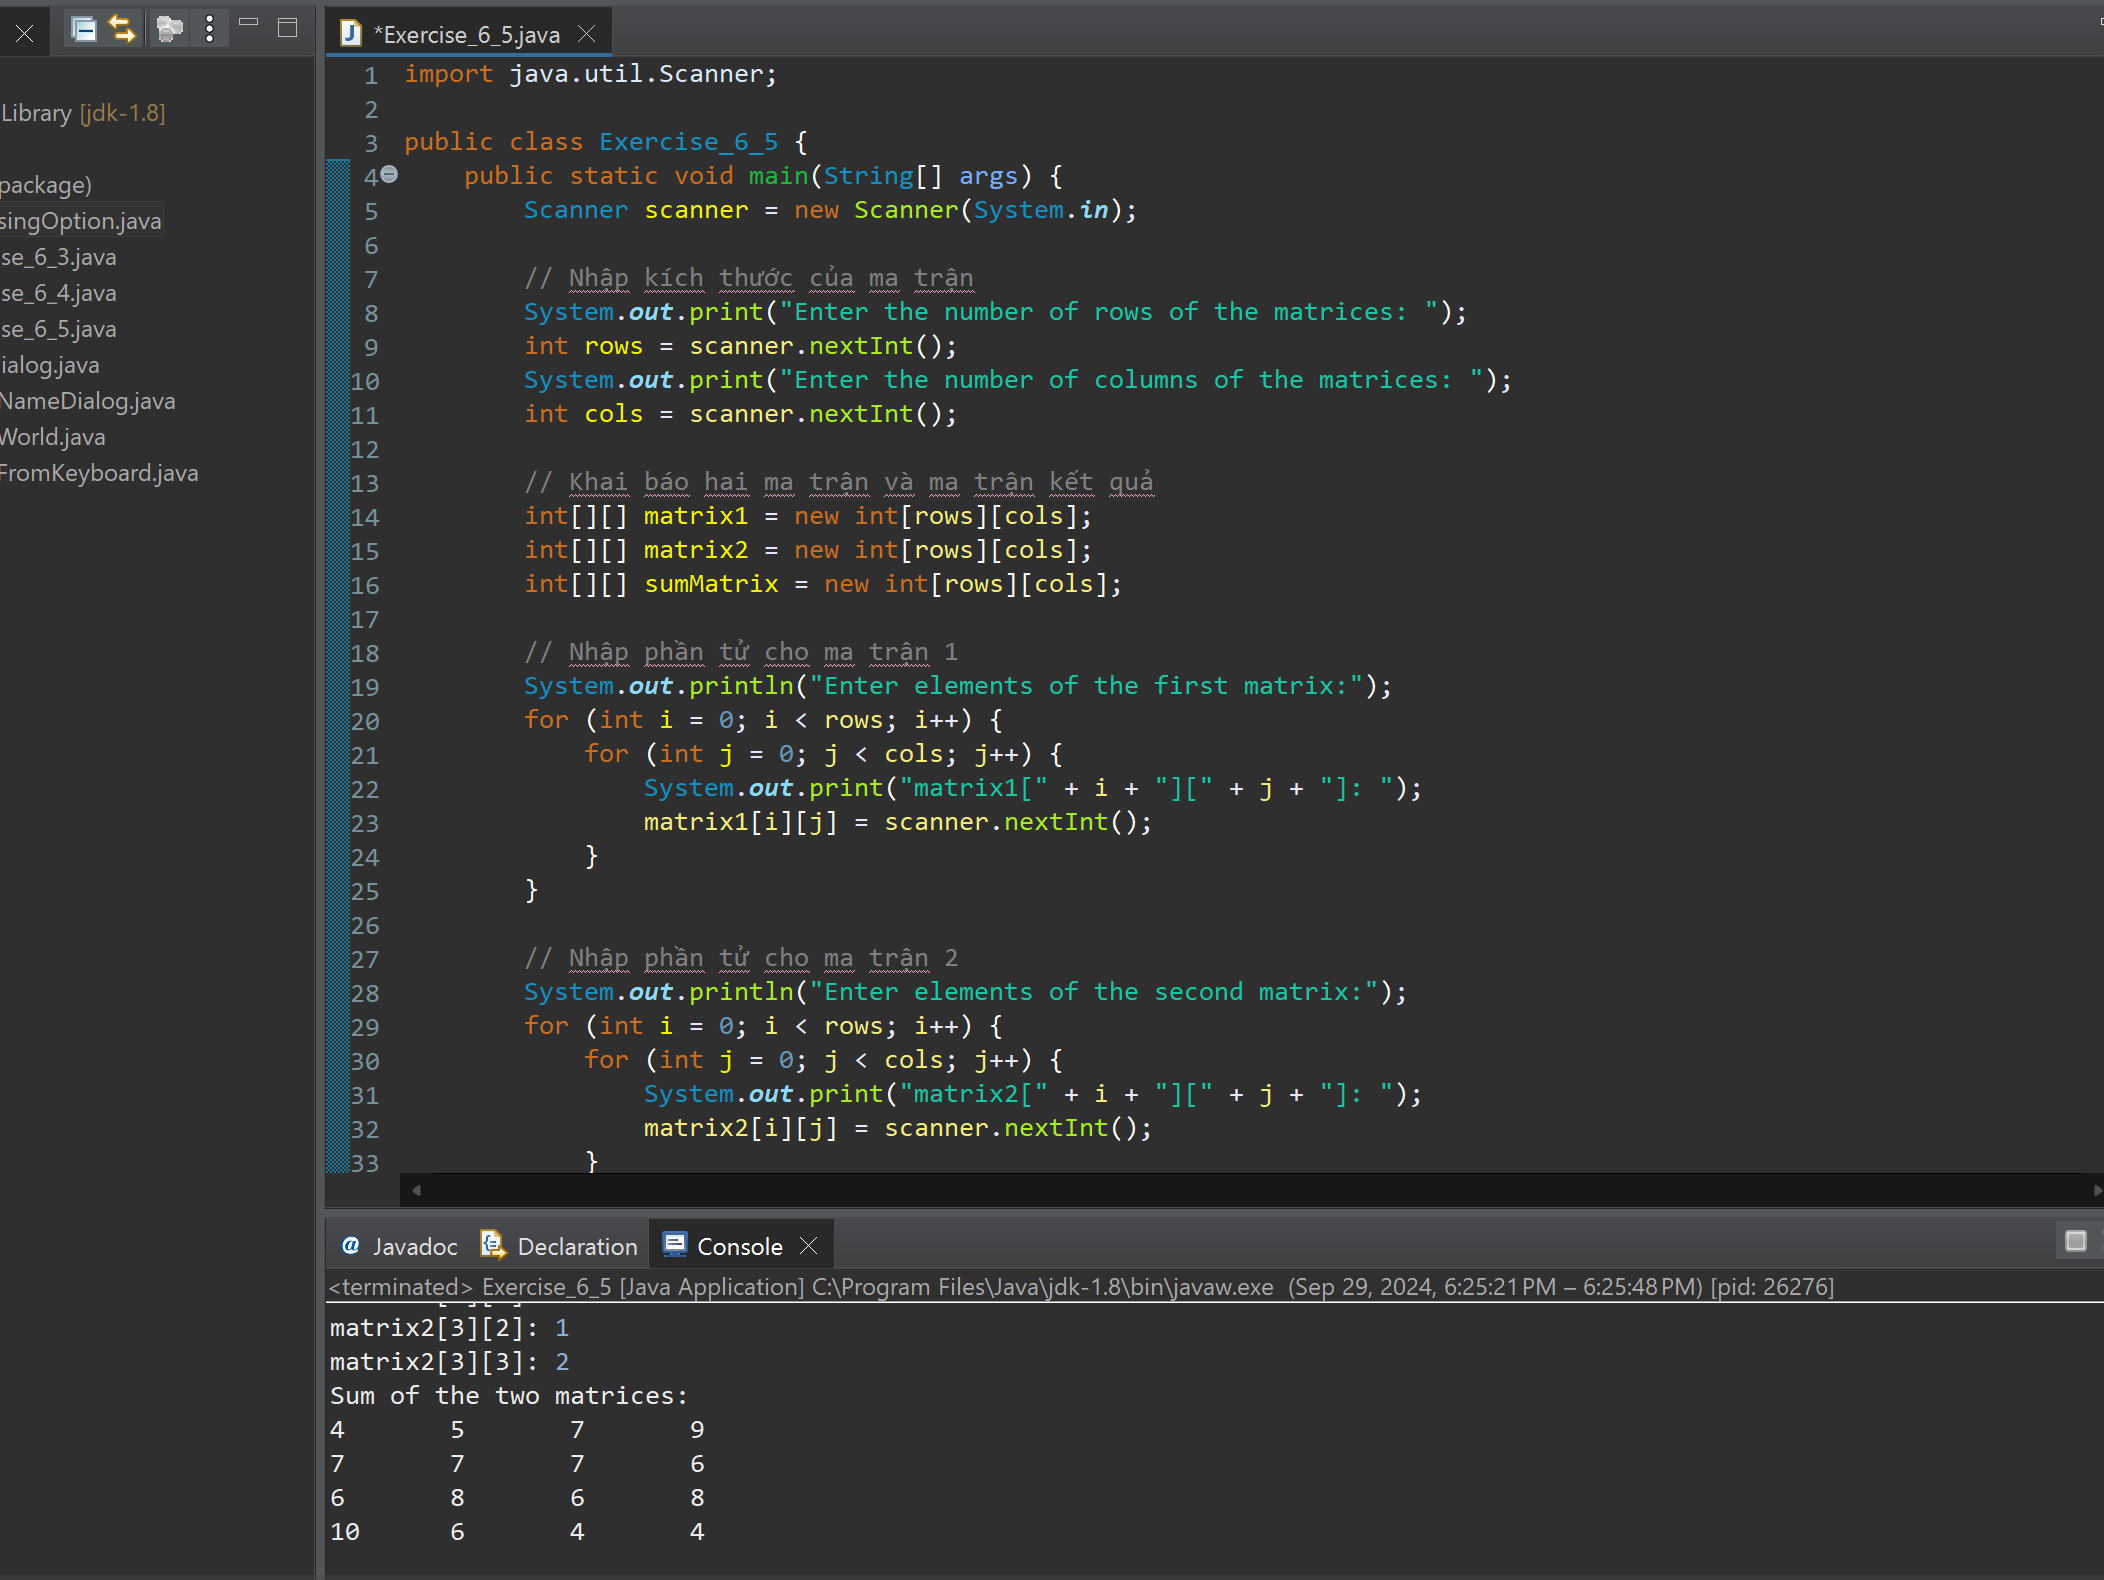 *Exercise_6_5.java
Library [jdk-1.8]
package)
singOption.java
se_6_3.java
se_6_4.java
se_6_5.java
ialog.java
NameDialog.java
World.java
FromKeyboard.java
1 import java.util.Scanner;
2
3 public class Exercise_6_5 {
4 public static void main(String[] args) {
5 Scanner scanner = new Scanner(System.in);
6
7 // Nhập kích thước của ma trận
8 System.out.print("Enter the number of rows of the matrices: ");
9 int rows = scanner.nextInt();
10 System.out.print("Enter the number of columns of the matrices: ");
11 int cols = scanner.nextInt();
12
13 // Khai báo hai ma trận và ma trận kết quả
14 int[][] matrix1 = new int[rows][cols];
15 int[][] matrix2 = new int[rows][cols];
16 int[][] sumMatrix = new int[rows][cols];
17
18 // Nhập phần tử cho ma trận 1
19 System.out.println("Enter elements of the first matrix:");
20 for (int i = 0; i < rows; i++) {
21 for (int j = 0; j < cols; j++) {
22 System.out.print("matrix1[" + i + "][" + j + "]: ");
23 matrix1[i][j] = scanner.nextInt();
24 }
25 }
26
27 // Nhập phần tử cho ma trận 2
28 System.out.println("Enter elements of the second matrix:");
29 for (int i = 0; i < rows; i++) {
30 for (int j = 0; j < cols; j++) {
31 System.out.print("matrix2[" + i + "][" + j + "]: ");
32 matrix2[i][j] = scanner.nextInt();
33 }
@ Javadoc Declaration Console
<terminated> Exercise_6_5 [Java Application] C:\Program Files\Java\jdk-1.8\bin\javaw.exe (Sep 29, 2024, 6:25:21 PM – 6:25:48 PM) [pid: 26276]
matrix2[3][2]: 1
matrix2[3][3]: 2
Sum of the two matrices:
4 5 7 9
7 7 7 6
6 8 6 8
10 6 4 4